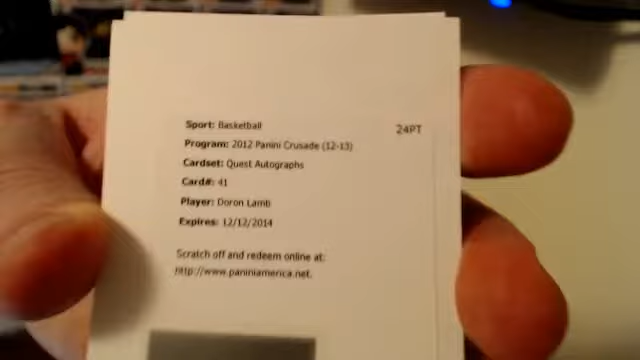 Sport: Basketball
24PT
Program: 2012 Panini Crusade (12-13)
Cardset: Quest Autographs
Card#: 41
Player: Doron Lamb
Expires: 12/12/2014
Scratch off and redeem online at:
http://www.paniniamerica.net.